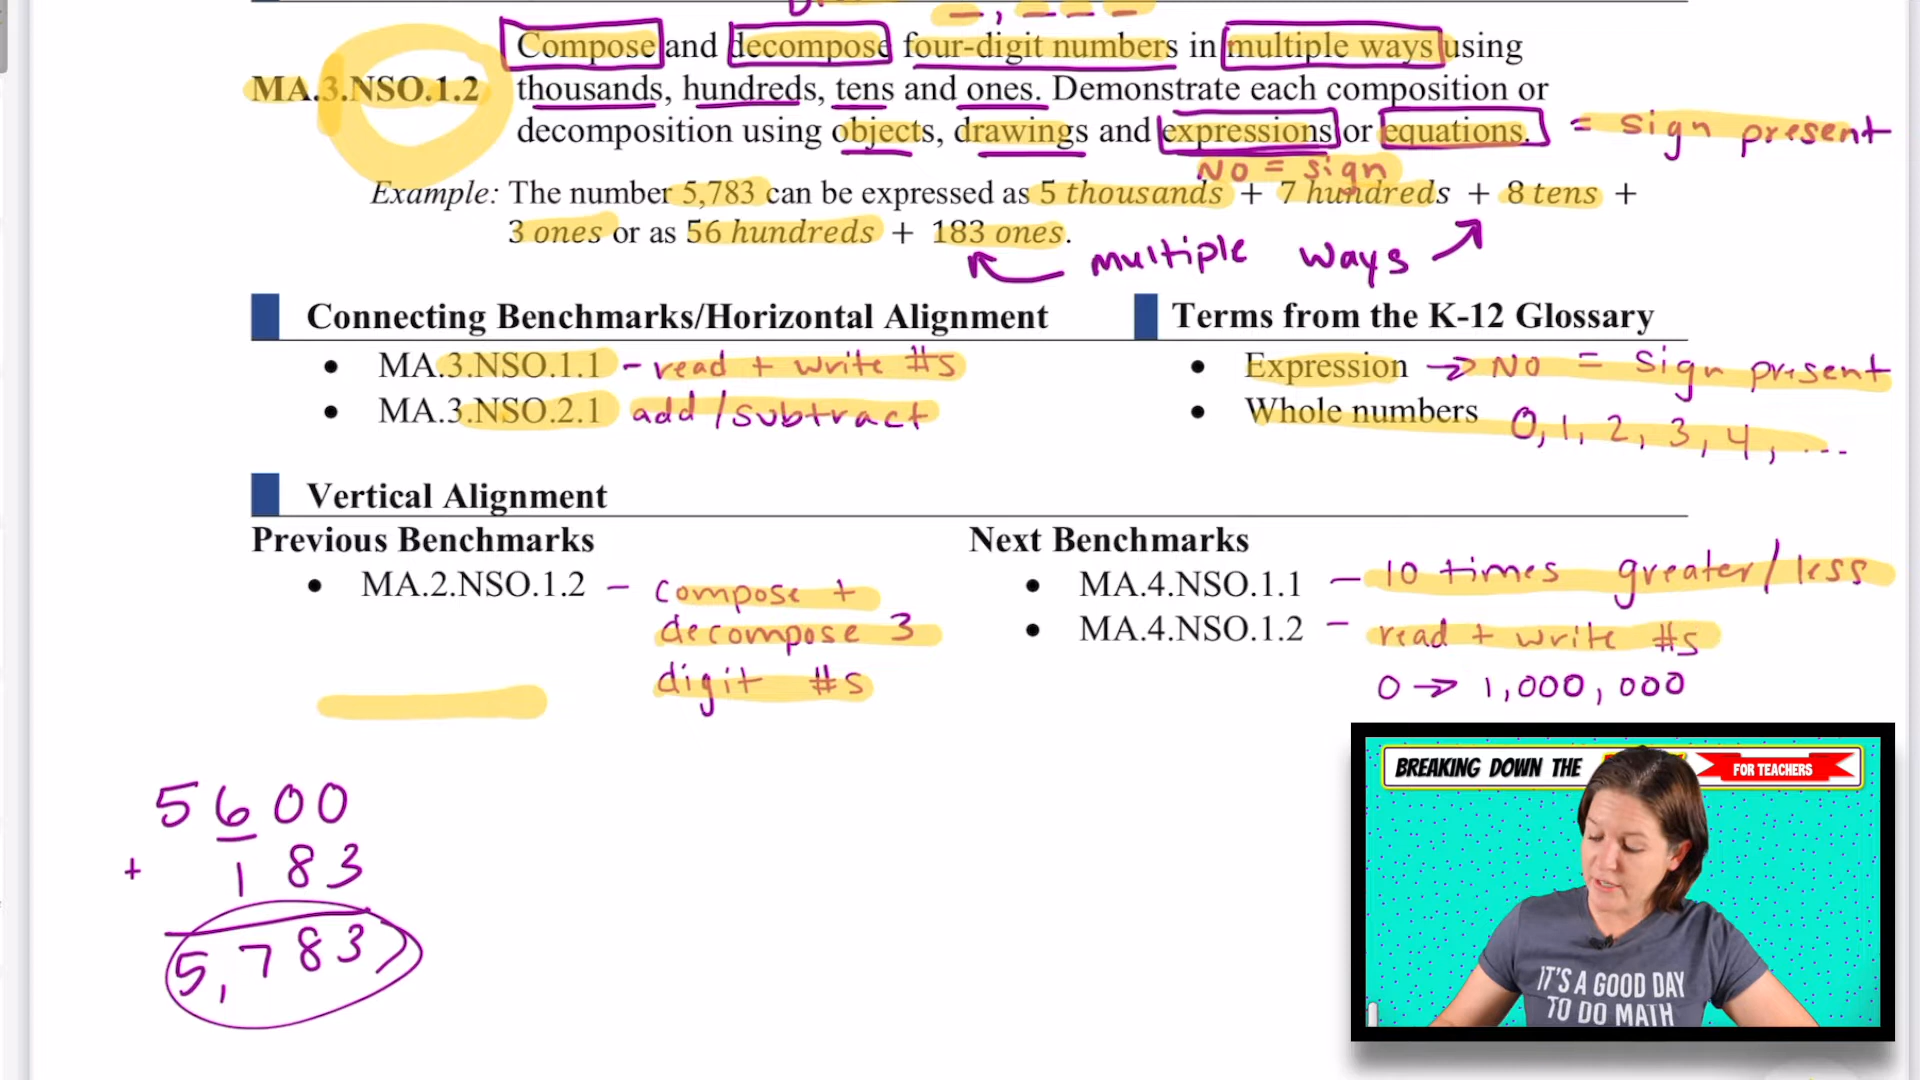 Compose and decompose four-digit numbers in multiple ways using
MA.3.NSO.1.2 thousands, hundreds, tens and ones. Demonstrate each composition or
decomposition using objects, drawings and expressions or equations. = sign present
NO = sign
Example: The number 5,783 can be expressed as 5 thousands + 7 hundreds + 8 tens +
3 ones or as 56 hundreds + 183 ones.
multiple ways
Connecting Benchmarks/Horizontal Alignment
• MA.3.NSO.1.1 - read + write #s
• MA.3.NSO.2.1 add/subtract
Terms from the K-12 Glossary
• Expression → NO = sign present
• Whole numbers 0, 1, 2, 3, 4, ...
Vertical Alignment
Previous Benchmarks
• MA.2.NSO.1.2 - compose +
decompose 3
digit #s
Next Benchmarks
• MA.4.NSO.1.1 - 10 times greater/less
• MA.4.NSO.1.2 - read + write #s
0 → 1,000,000
5600
+ 183
5,783
BREAKING DOWN THE
FOR TEACHERS
IT'S A GOOD DAY
TO DO MATH